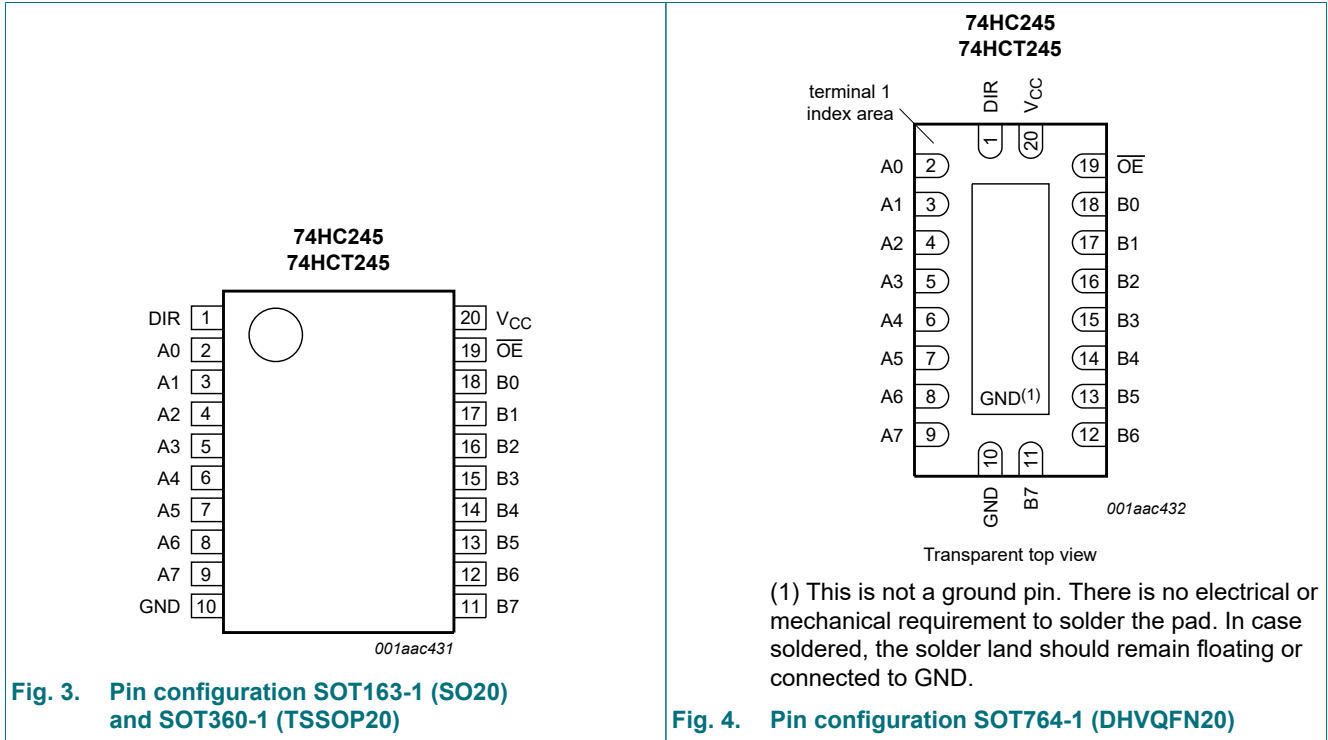 74HC245
74HCT245
DIR 1
A0 2
A1 3
A2 4
A3 5
A4 6
A5 7
A6 8
A7 9
GND 10
20 VCC
19 OE
18 B0
17 B1
16 B2
15 B3
14 B4
13 B5
12 B6
11 B7
001aac431
Fig. 3. Pin configuration SOT163-1 (SO20)
and SOT360-1 (TSSOP20)
74HC245
74HCT245
terminal 1
index area
DIR
VCC
1
20
A0 2
A1 3
A2 4
A3 5
A4 6
A5 7
A6 8
A7 9
19 OE
18 B0
17 B1
16 B2
15 B3
14 B4
13 B5
12 B6
GND(1)
10
11
GND
B7
001aac432
Transparent top view
(1) This is not a ground pin. There is no electrical or
mechanical requirement to solder the pad. In case
soldered, the solder land should remain floating or
connected to GND.
Fig. 4. Pin configuration SOT764-1 (DHVQFN20)